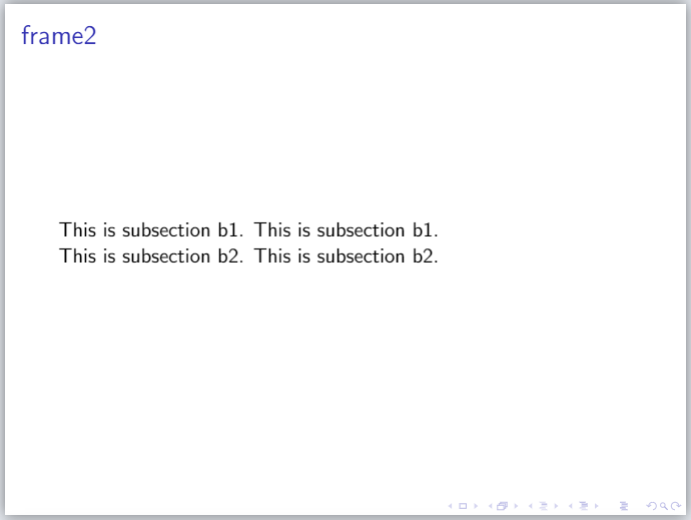 frame2
This is subsection b1. This is subsection b1.
This is subsection b2. This is subsection b2.